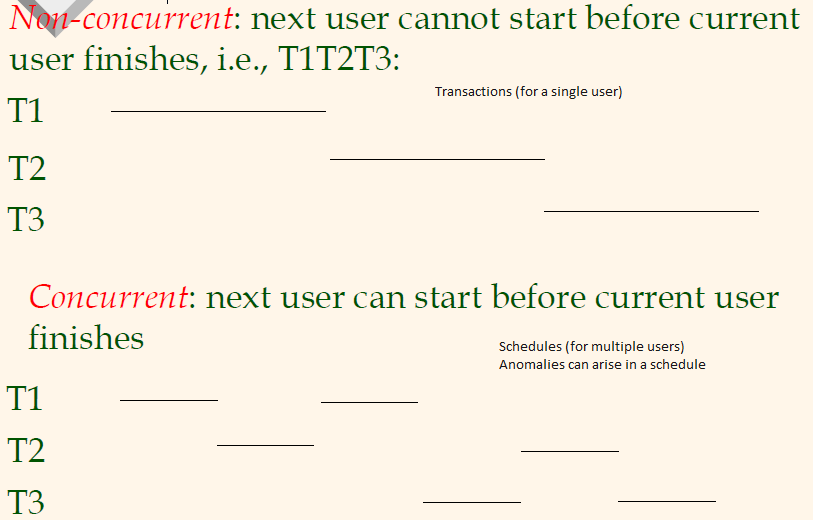 Non-concurrent: next user cannot start before current
user finishes, i.e., T1T2T3:
Transactions (for a single user)
T1
T2
T3
Concurrent: next user can start before current user
finishes
Schedules (for multiple users)
Anomalies can arise in a schedule
T1
T2
T3